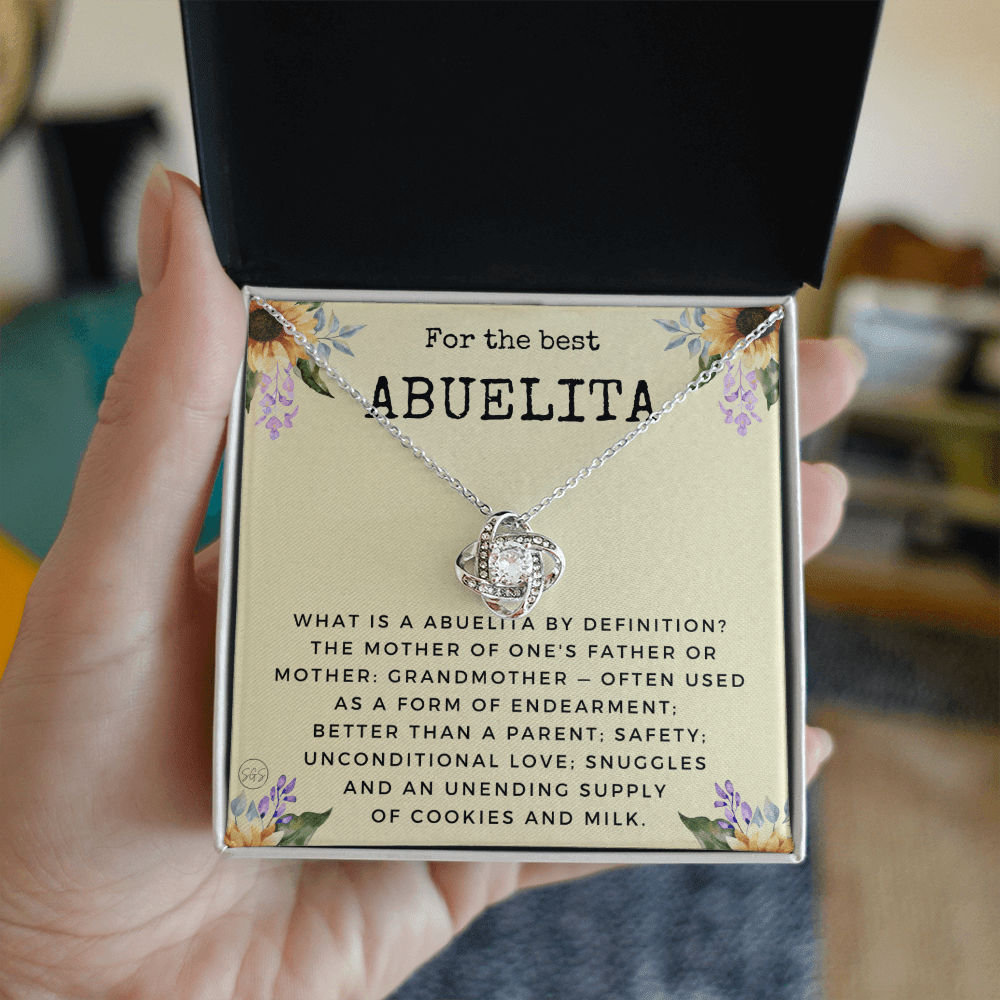 For the best
ABUELITA
WHAT IS A ABUELITA BY DEFINITION?
THE MOTHER OF ONE'S FATHER OR
MOTHER: GRANDMOTHER – OFTEN USED
AS A FORM OF ENDEARMENT;
BETTER THAN A PARENT; SAFETY;
UNCONDITIONAL LOVE; SNUGGLES
AND AN UNENDING SUPPLY
OF COOKIES AND MILK.
SGS